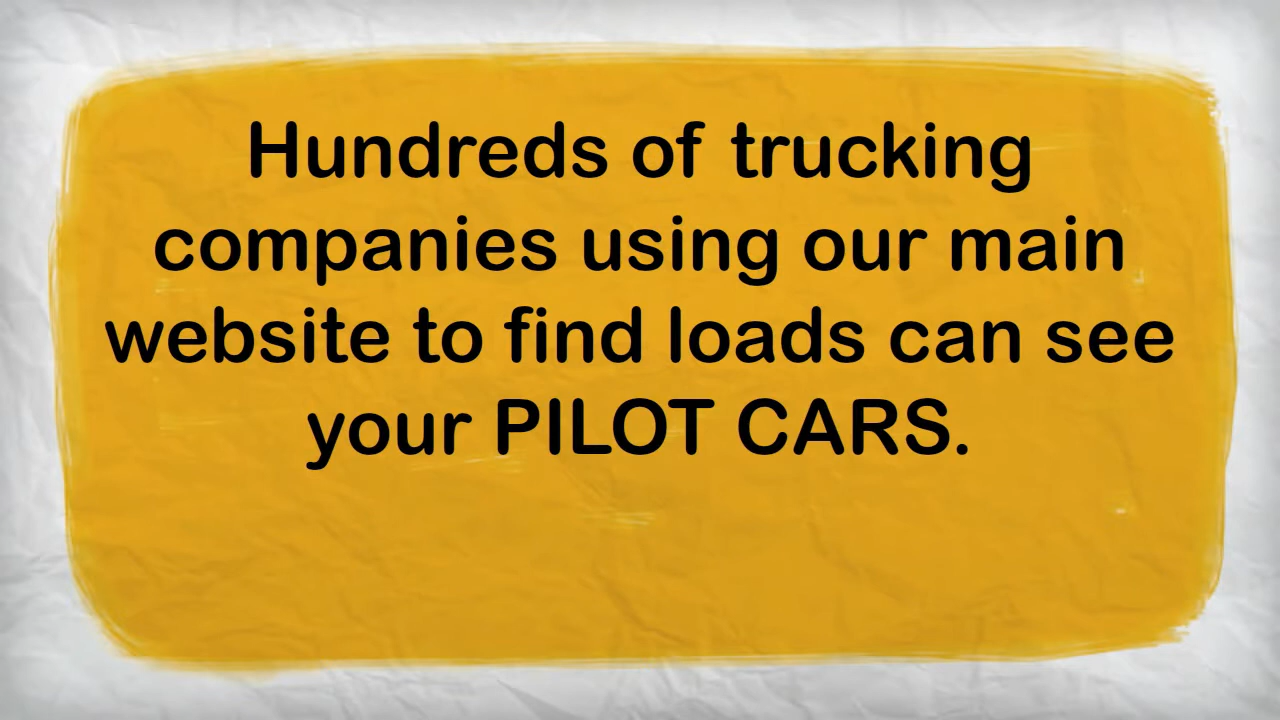 Hundreds of trucking
companies using our main
website to find loads can see
your PILOT CARS.